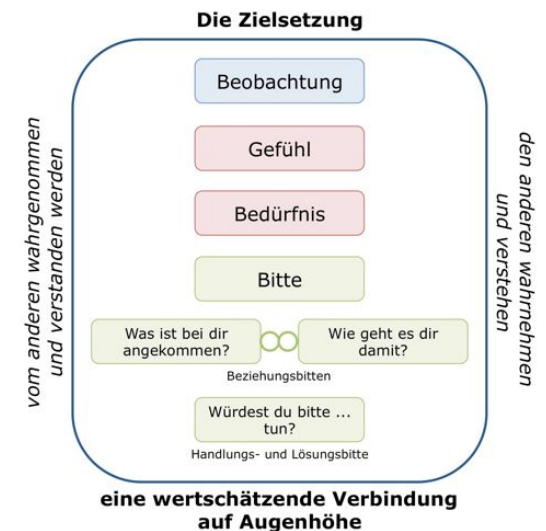 Die Zielsetzung
vom anderen wahrgenommen
und verstanden werden
Beobachtung
Gefühl
Bedürfnis
Bitte
Was ist bei dir
angekommen?
Wie geht es dir
damit?
Beziehungsbitten
Würdest du bitte ...
tun?
Handlungs- und Lösungsbitte
den anderen wahrnehmen
und verstehen
eine wertschätzende Verbindung
auf Augenhöhe